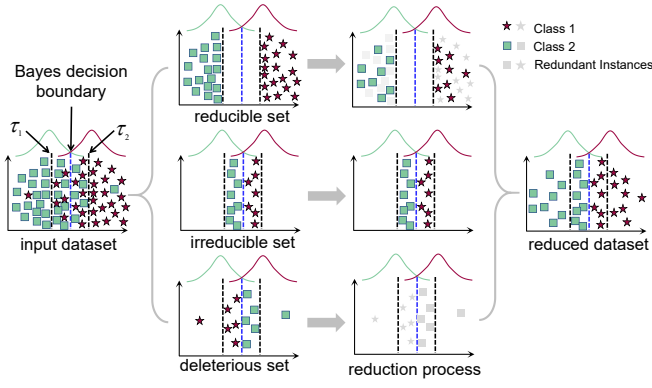 Class 1
Class 2
Redundant Instances
Bayes decision
boundary
τ₁
τ₂
reducible set
input dataset
irreducible set
reduced dataset
deleterious set
reduction process